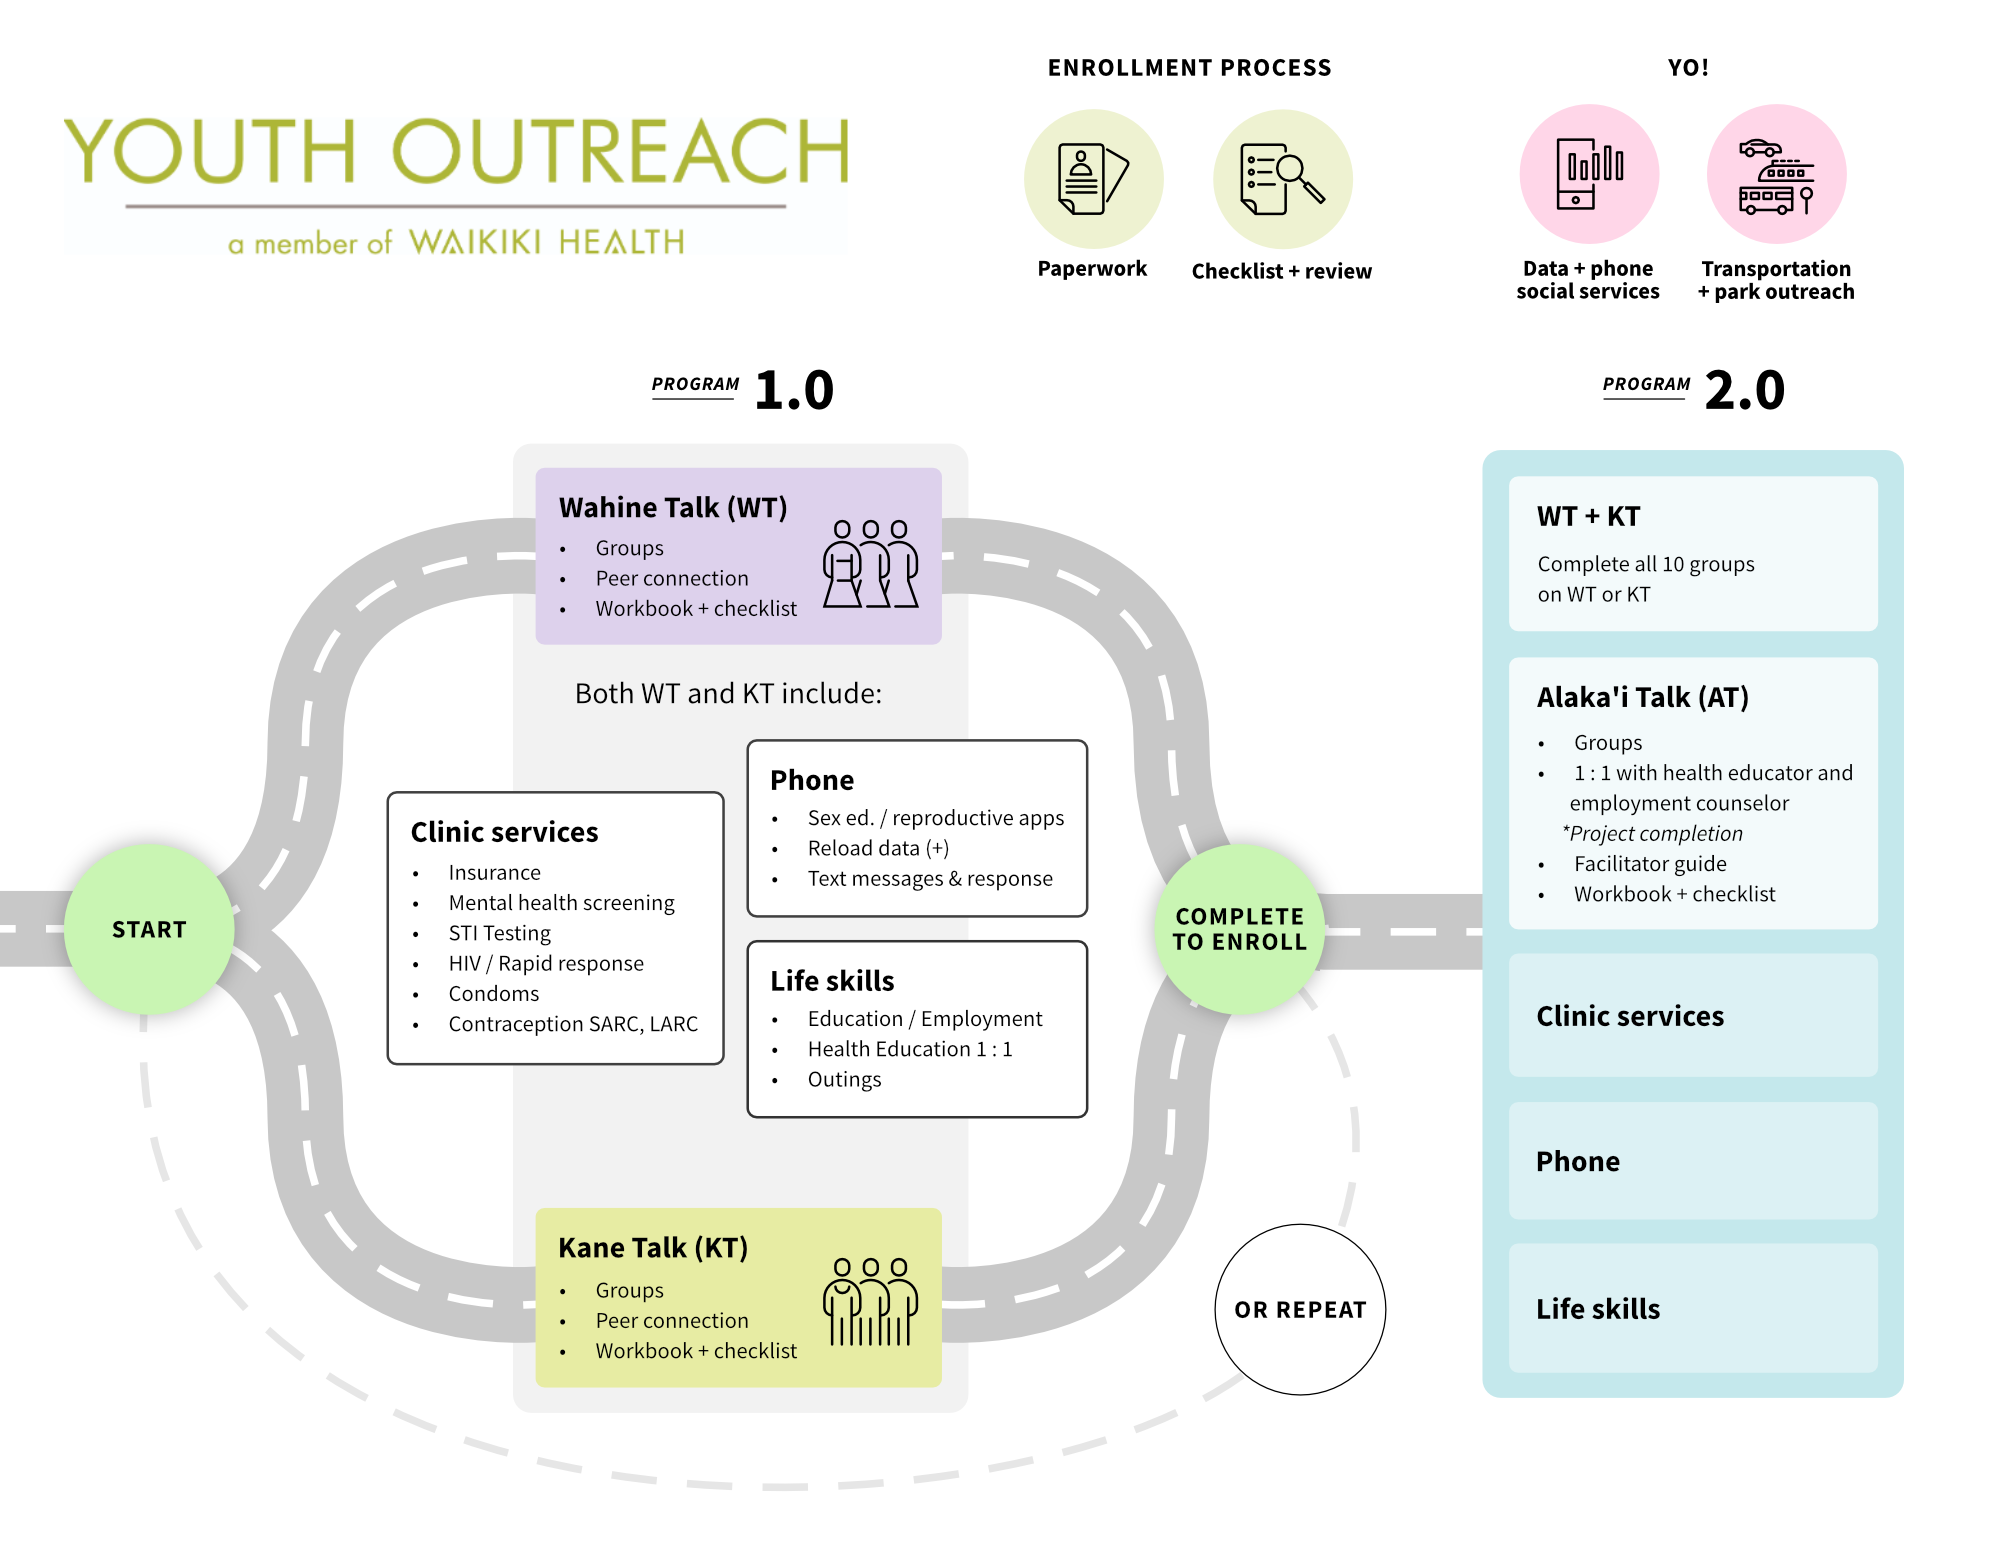 YOUTH OUTREACH
a member of WAIKIKI HEALTH
ENROLLMENT PROCESS
Paperwork
Checklist + review
YO!
Data + phone
social services
Transportation
+ park outreach
PROGRAM 1.0
Wahine Talk (WT)
• Groups
• Peer connection
• Workbook + checklist
Both WT and KT include:
Clinic services
• Insurance
• Mental health screening
• STI Testing
• HIV / Rapid response
• Condoms
• Contraception SARC, LARC
Phone
• Sex ed. / reproductive apps
• Reload data (+)
• Text messages & response
Life skills
• Education / Employment
• Health Education 1 : 1
• Outings
Kane Talk (KT)
• Groups
• Peer connection
• Workbook + checklist
START
COMPLETE
TO ENROLL
OR REPEAT
PROGRAM 2.0
WT + KT
Complete all 10 groups
on WT or KT
Alaka'i Talk (AT)
• Groups
• 1 : 1 with health educator and
employment counselor
*Project completion
• Facilitator guide
• Workbook + checklist
Clinic services
Phone
Life skills